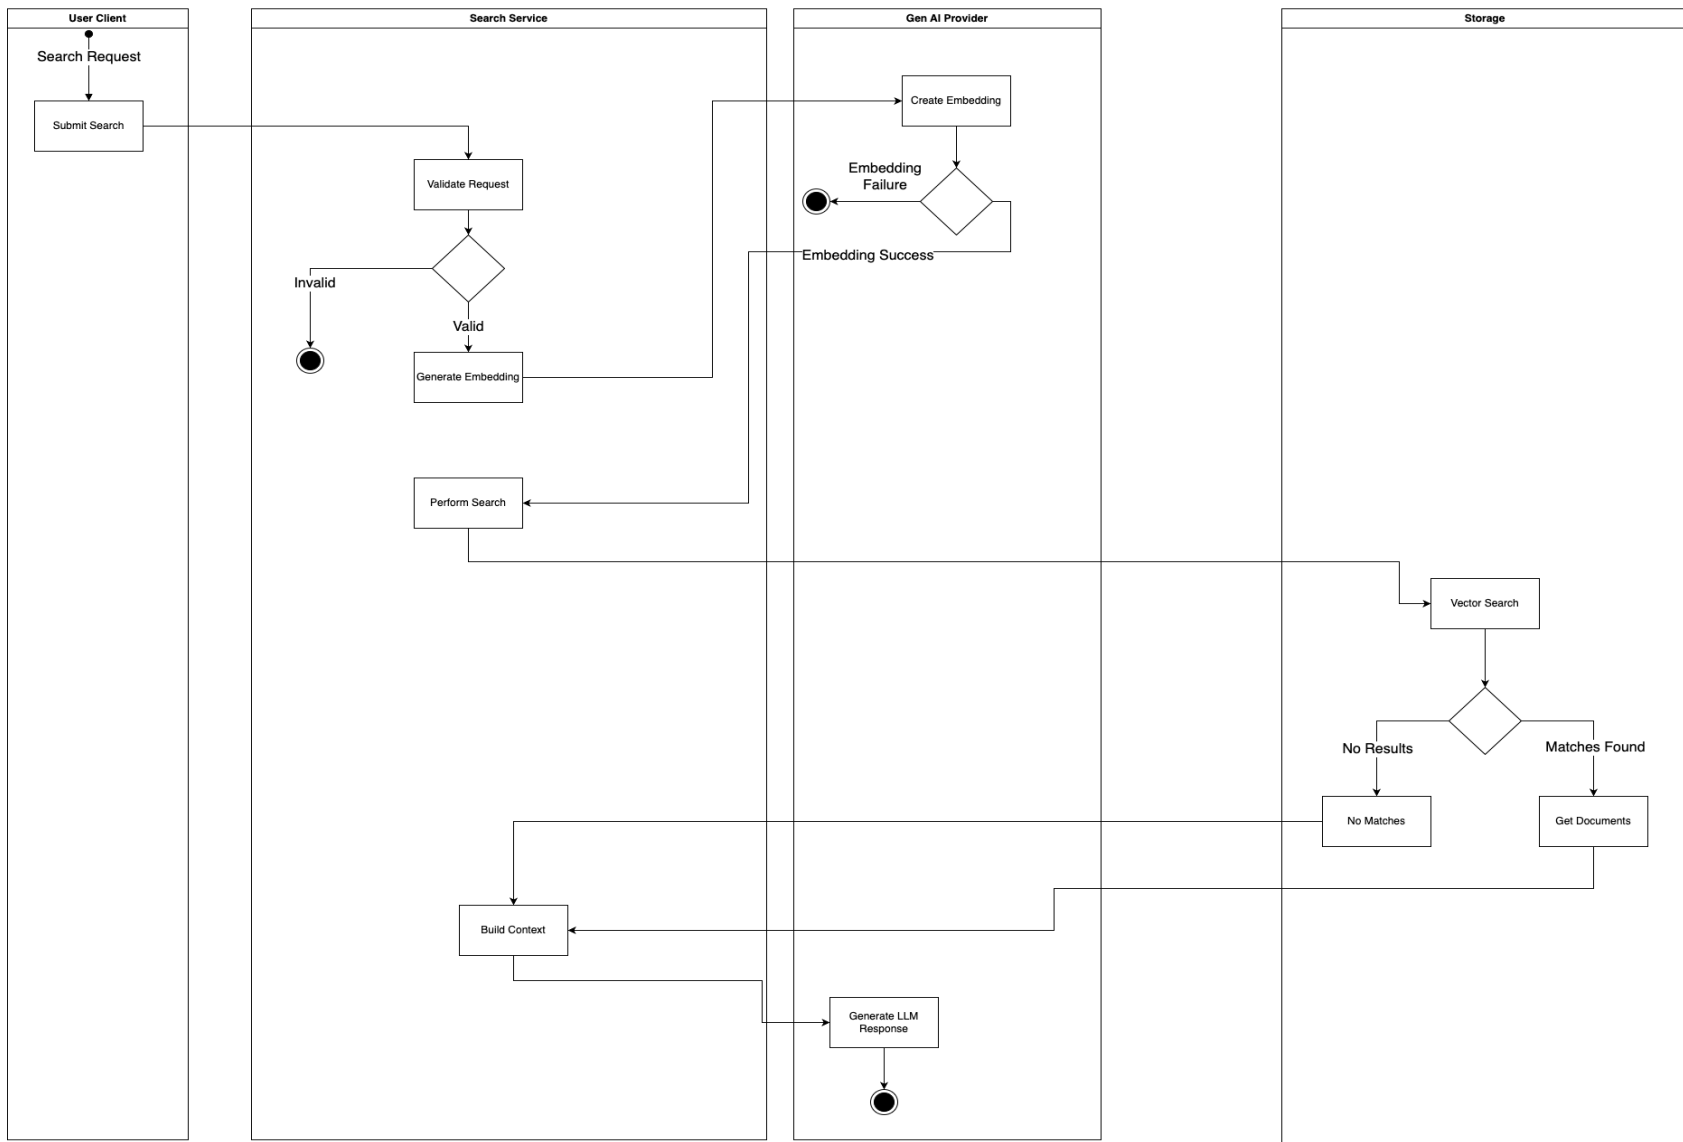 User Client
Search Service
Gen AI Provider
Storage
Search Request
Submit Search
Validate Request
Invalid
Valid
Generate Embedding
Create Embedding
Embedding
Failure
Embedding Success
Perform Search
Vector Search
No Results
Matches Found
No Matches
Get Documents
Build Context
Generate LLM
Response